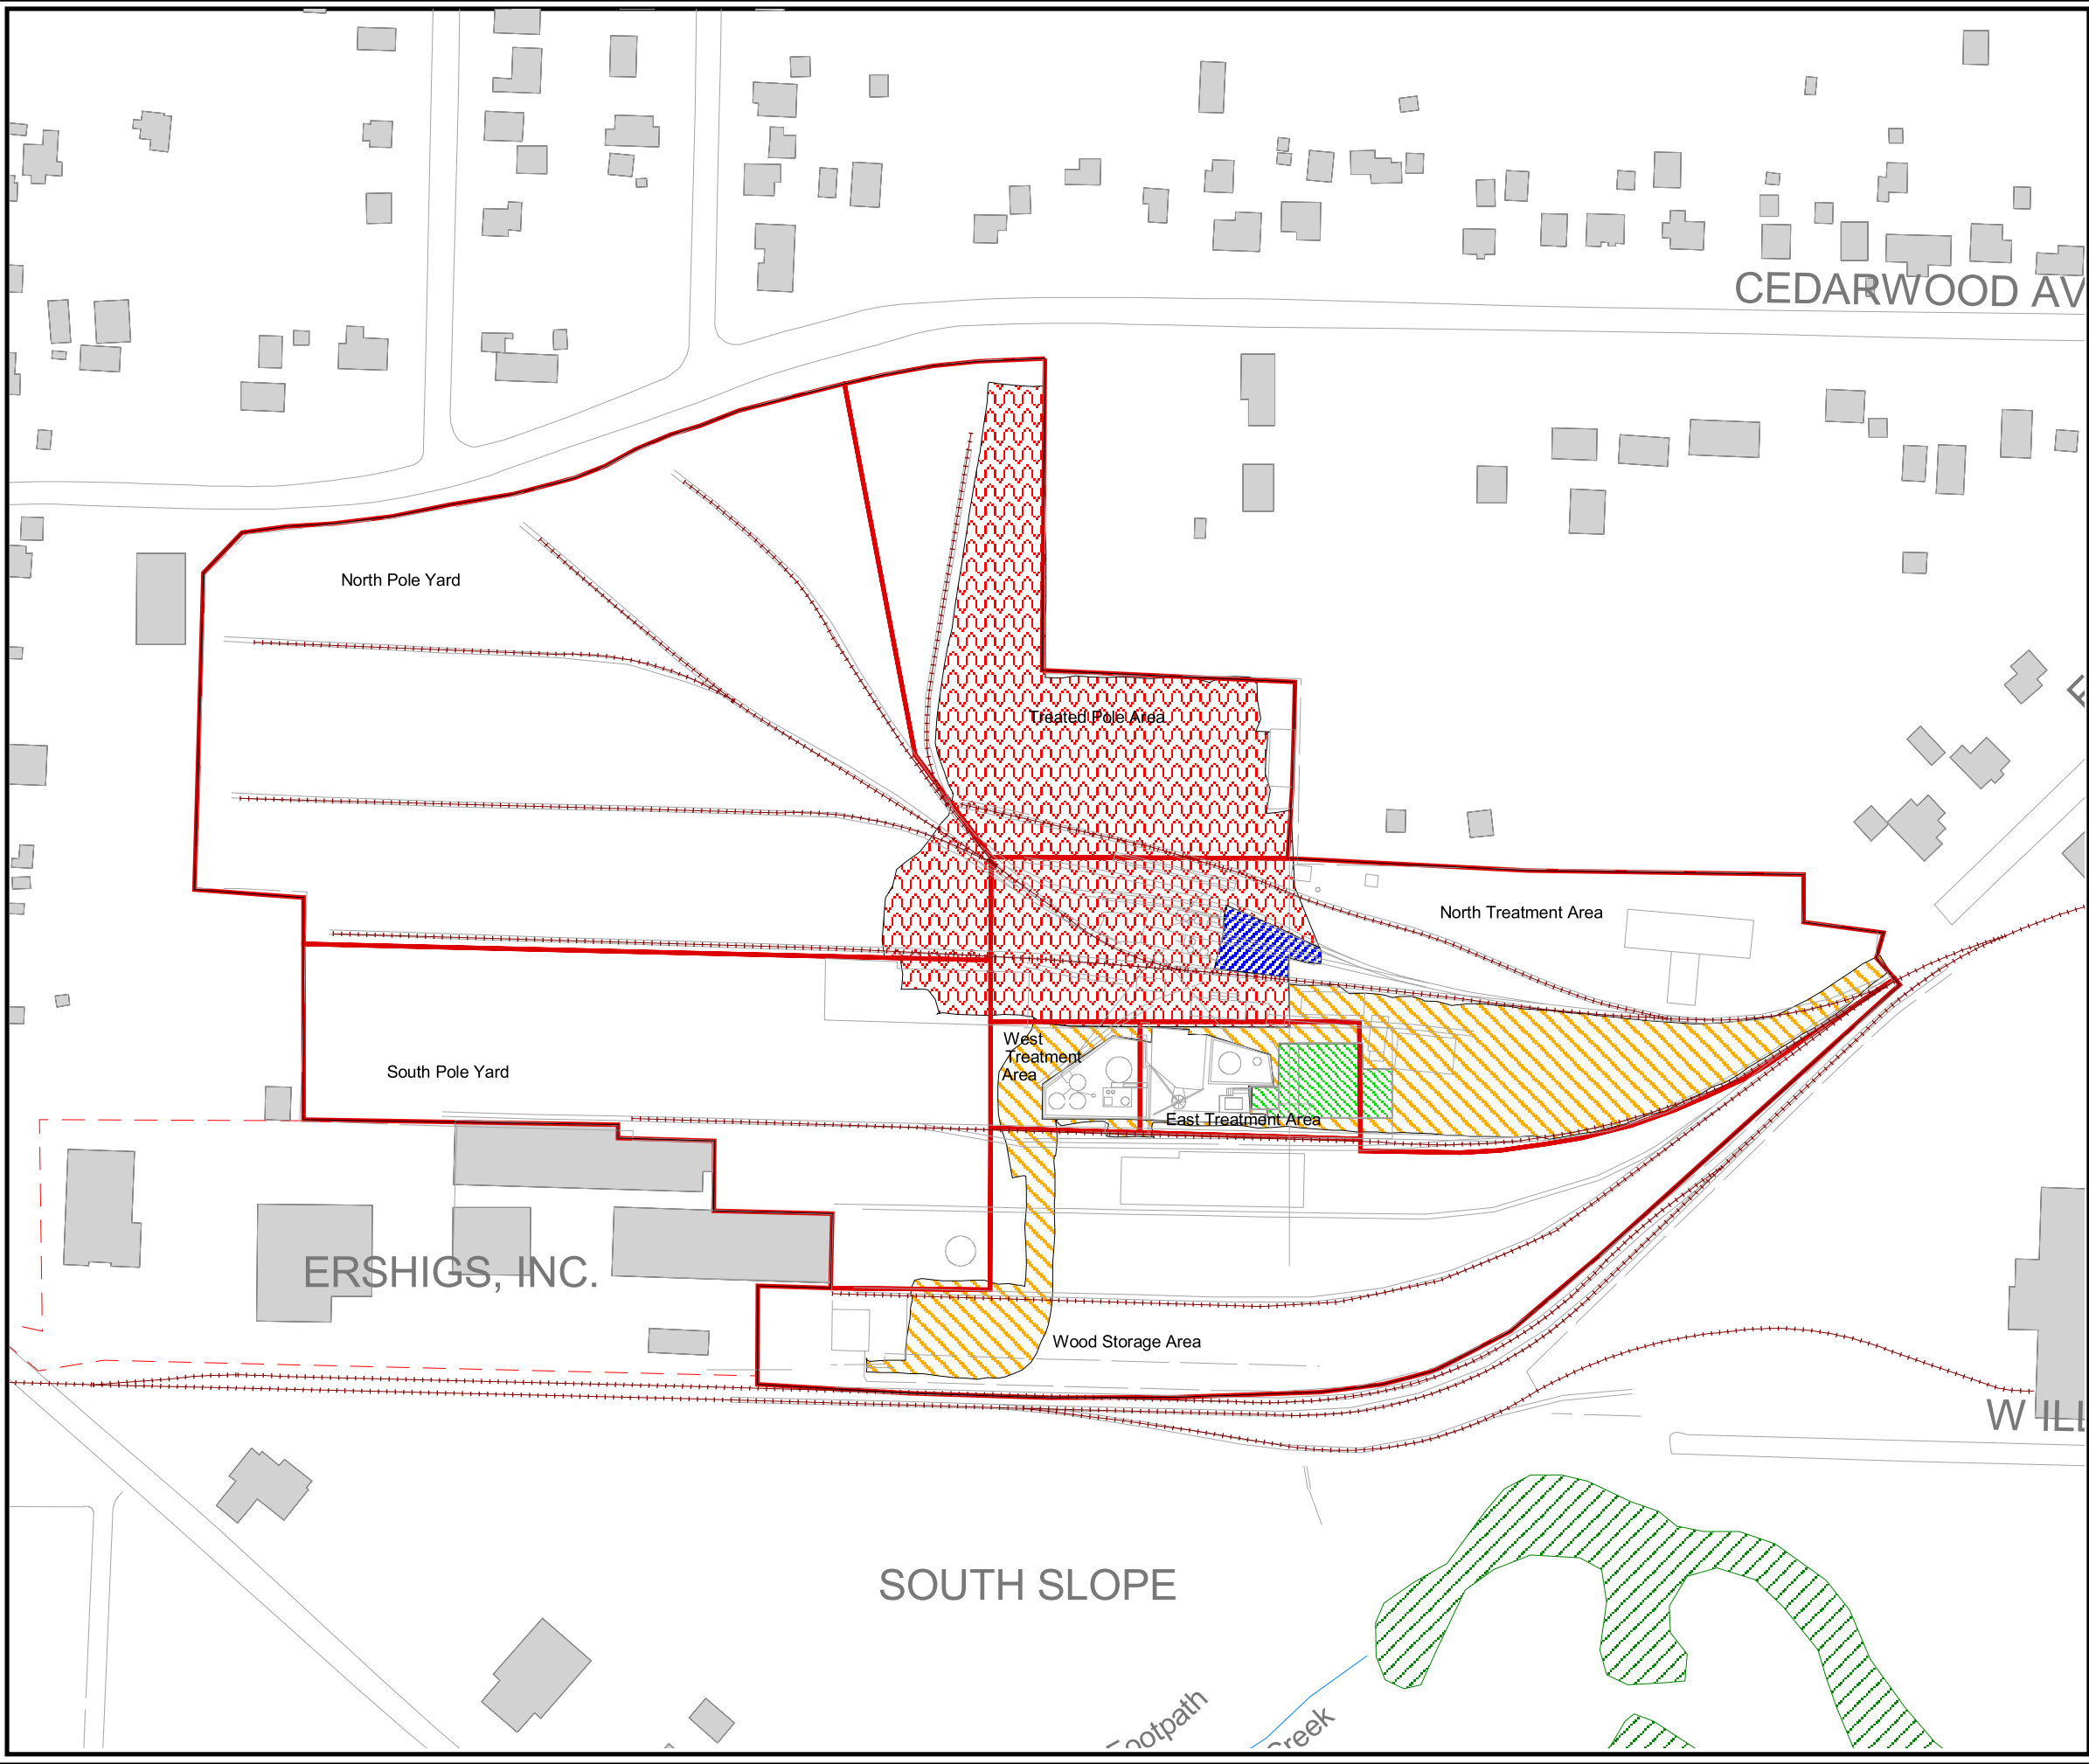 CEDARWOOD AV
North Pole Yard
Treated Pole Area
North Treatment Area
West
Treatment
Area
South Pole Yard
East Treatment Area
ERSHIGS, INC.
Wood Storage Area
W ILL
SOUTH SLOPE
Footpath
Creek